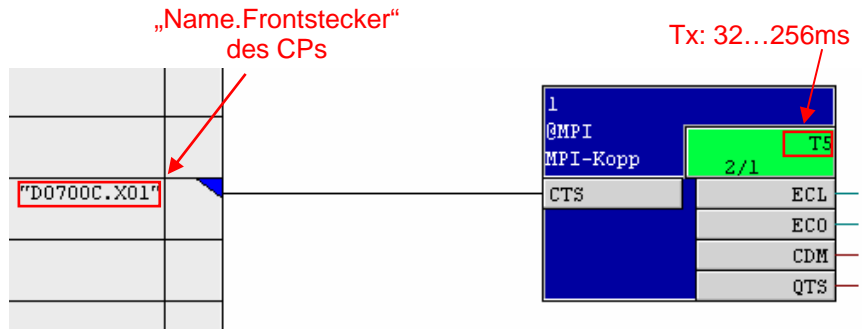 „Name.Frontstecker“
des CPs
Tx: 32…256ms
1
@MPI
MPI-Kopp
T5
2/1
"D0700C.X01"
CTS
ECL
ECO
CDM
QTS